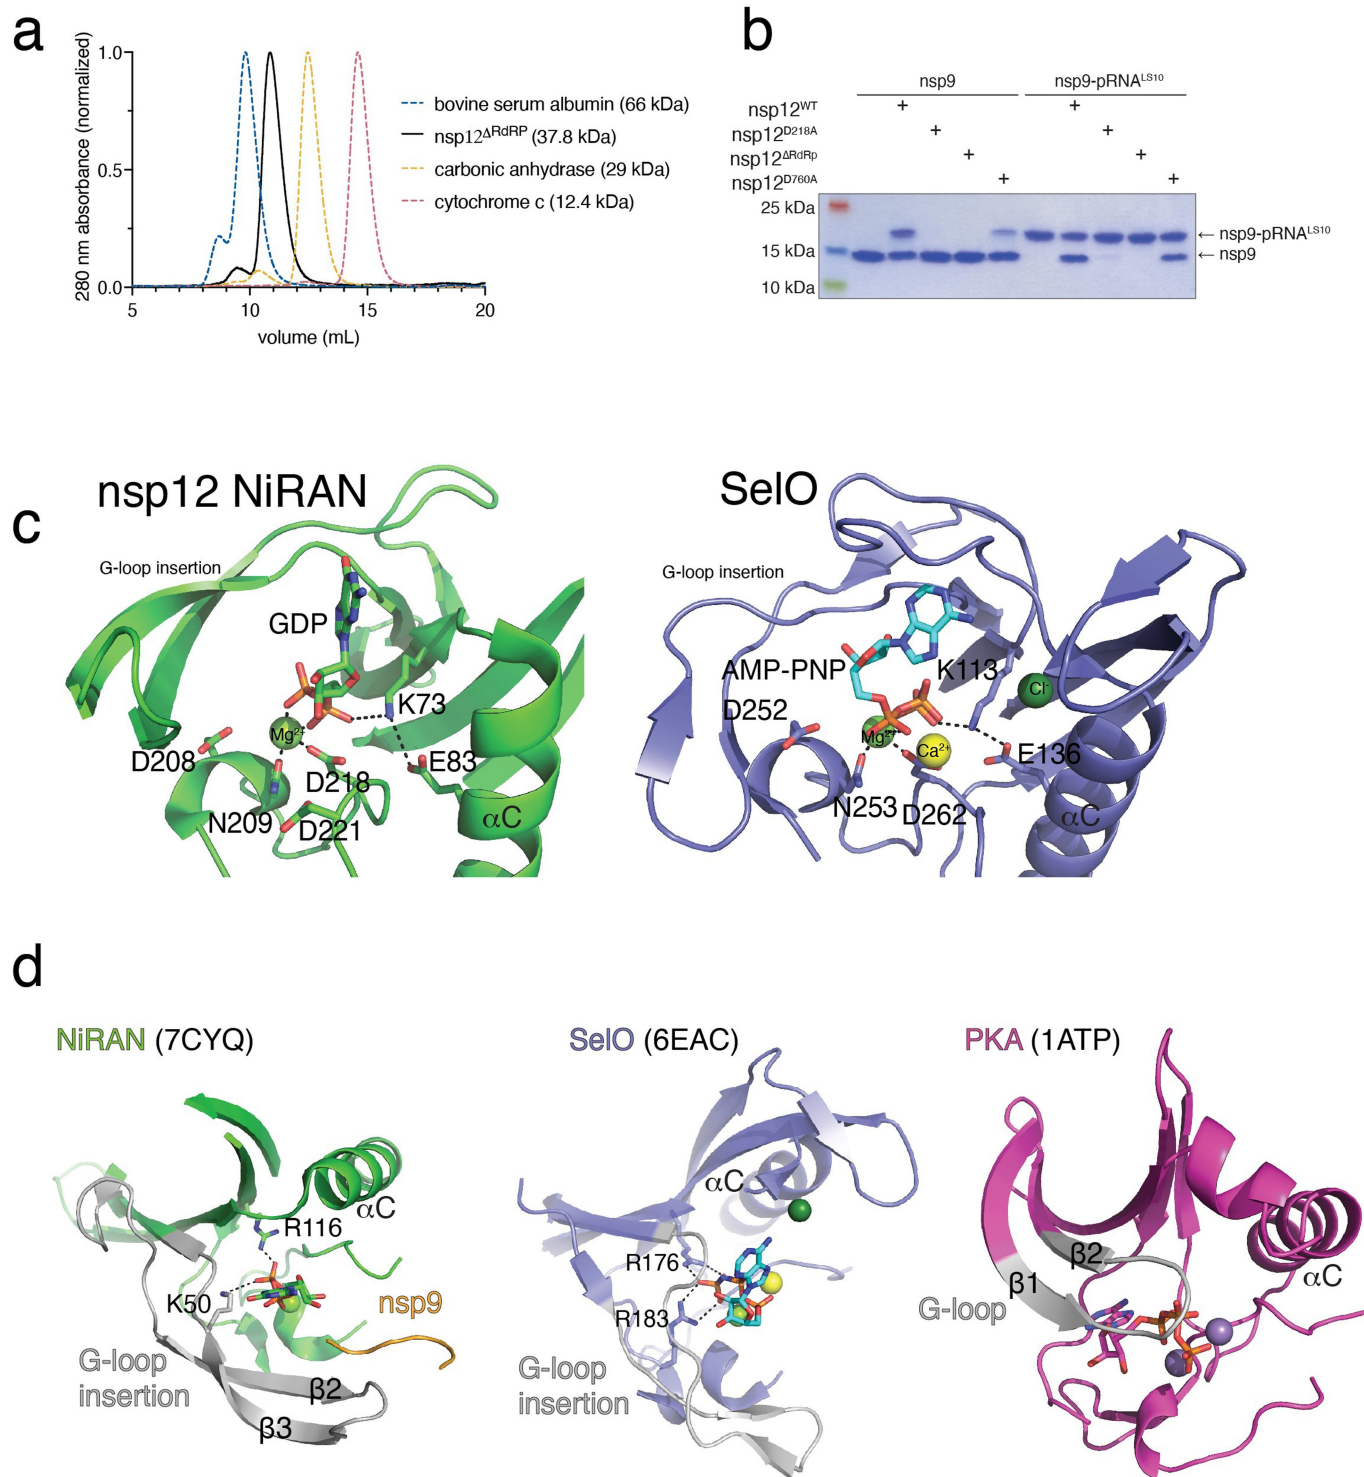 a
280 nm absorbance (normalized)
1.0
0.5
0.0
5 10 15 20
volume (mL)
bovine serum albumin (66 kDa)
nsp12ΔRdRP (37.8 kDa)
carbonic anhydrase (29 kDa)
cytochrome c (12.4 kDa)
b
nsp9 nsp9-pRNALS10
nsp12WT + +
nsp12D218A + +
nsp12ΔRdRp + +
nsp12D760A + +
25 kDa
15 kDa
10 kDa
← nsp9-pRNALS10
← nsp9
c
nsp12 NiRAN
G-loop insertion
GDP
K73
Mg2+
D208
D218
E83
N209
D221
αC
SelO
G-loop insertion
AMP-PNP
K113
Cl-
D252
Mg2+
Ca2+
E136
N253
D262
αC
d
NiRAN (7CYQ)
αC
R116
K50
nsp9
G-loop
insertion
β2
β3
SelO (6EAC)
αC
R176
R183
G-loop
insertion
PKA (1ATP)
β2
β1
αC
G-loop